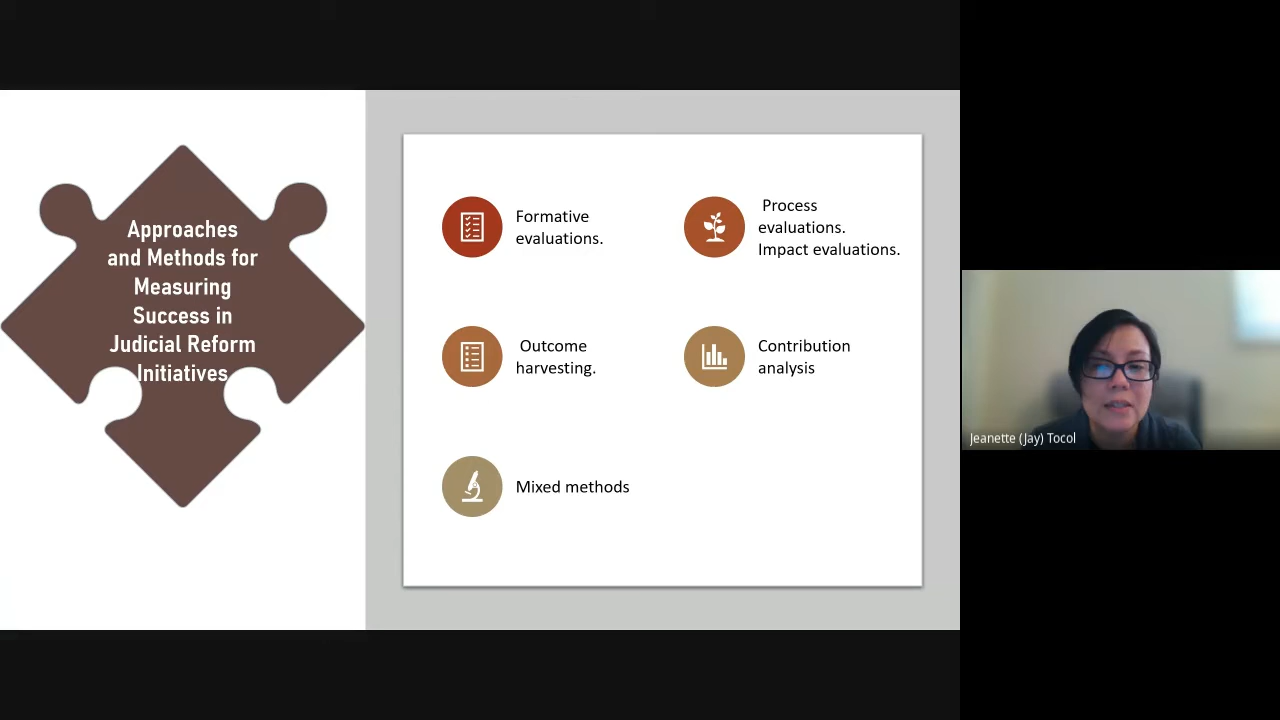 Approaches
and Methods for
Measuring
Success in
Judicial Reform
Initiatives
Formative
evaluations.
Process
evaluations.
Impact evaluations.
Outcome
harvesting.
Contribution
analysis
Mixed methods
Jeanette (Jay) Tocol